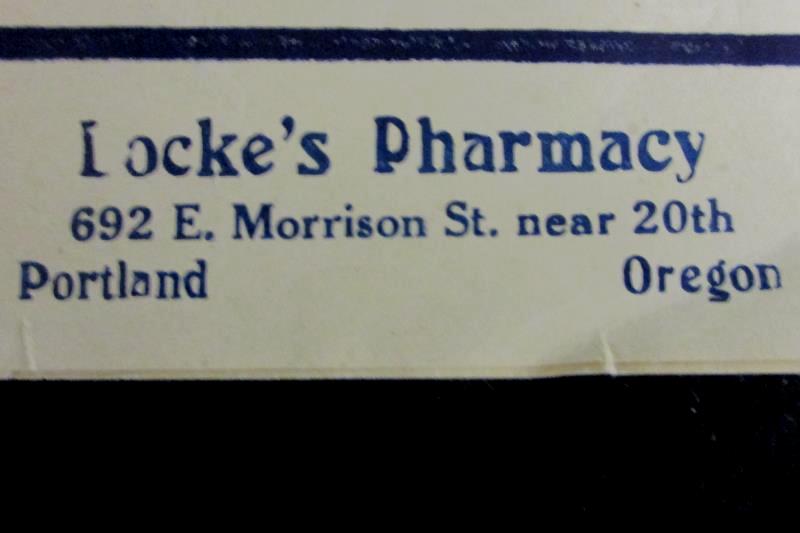 Locke's Pharmacy
692 E. Morrison St. near 20th
Portland Oregon